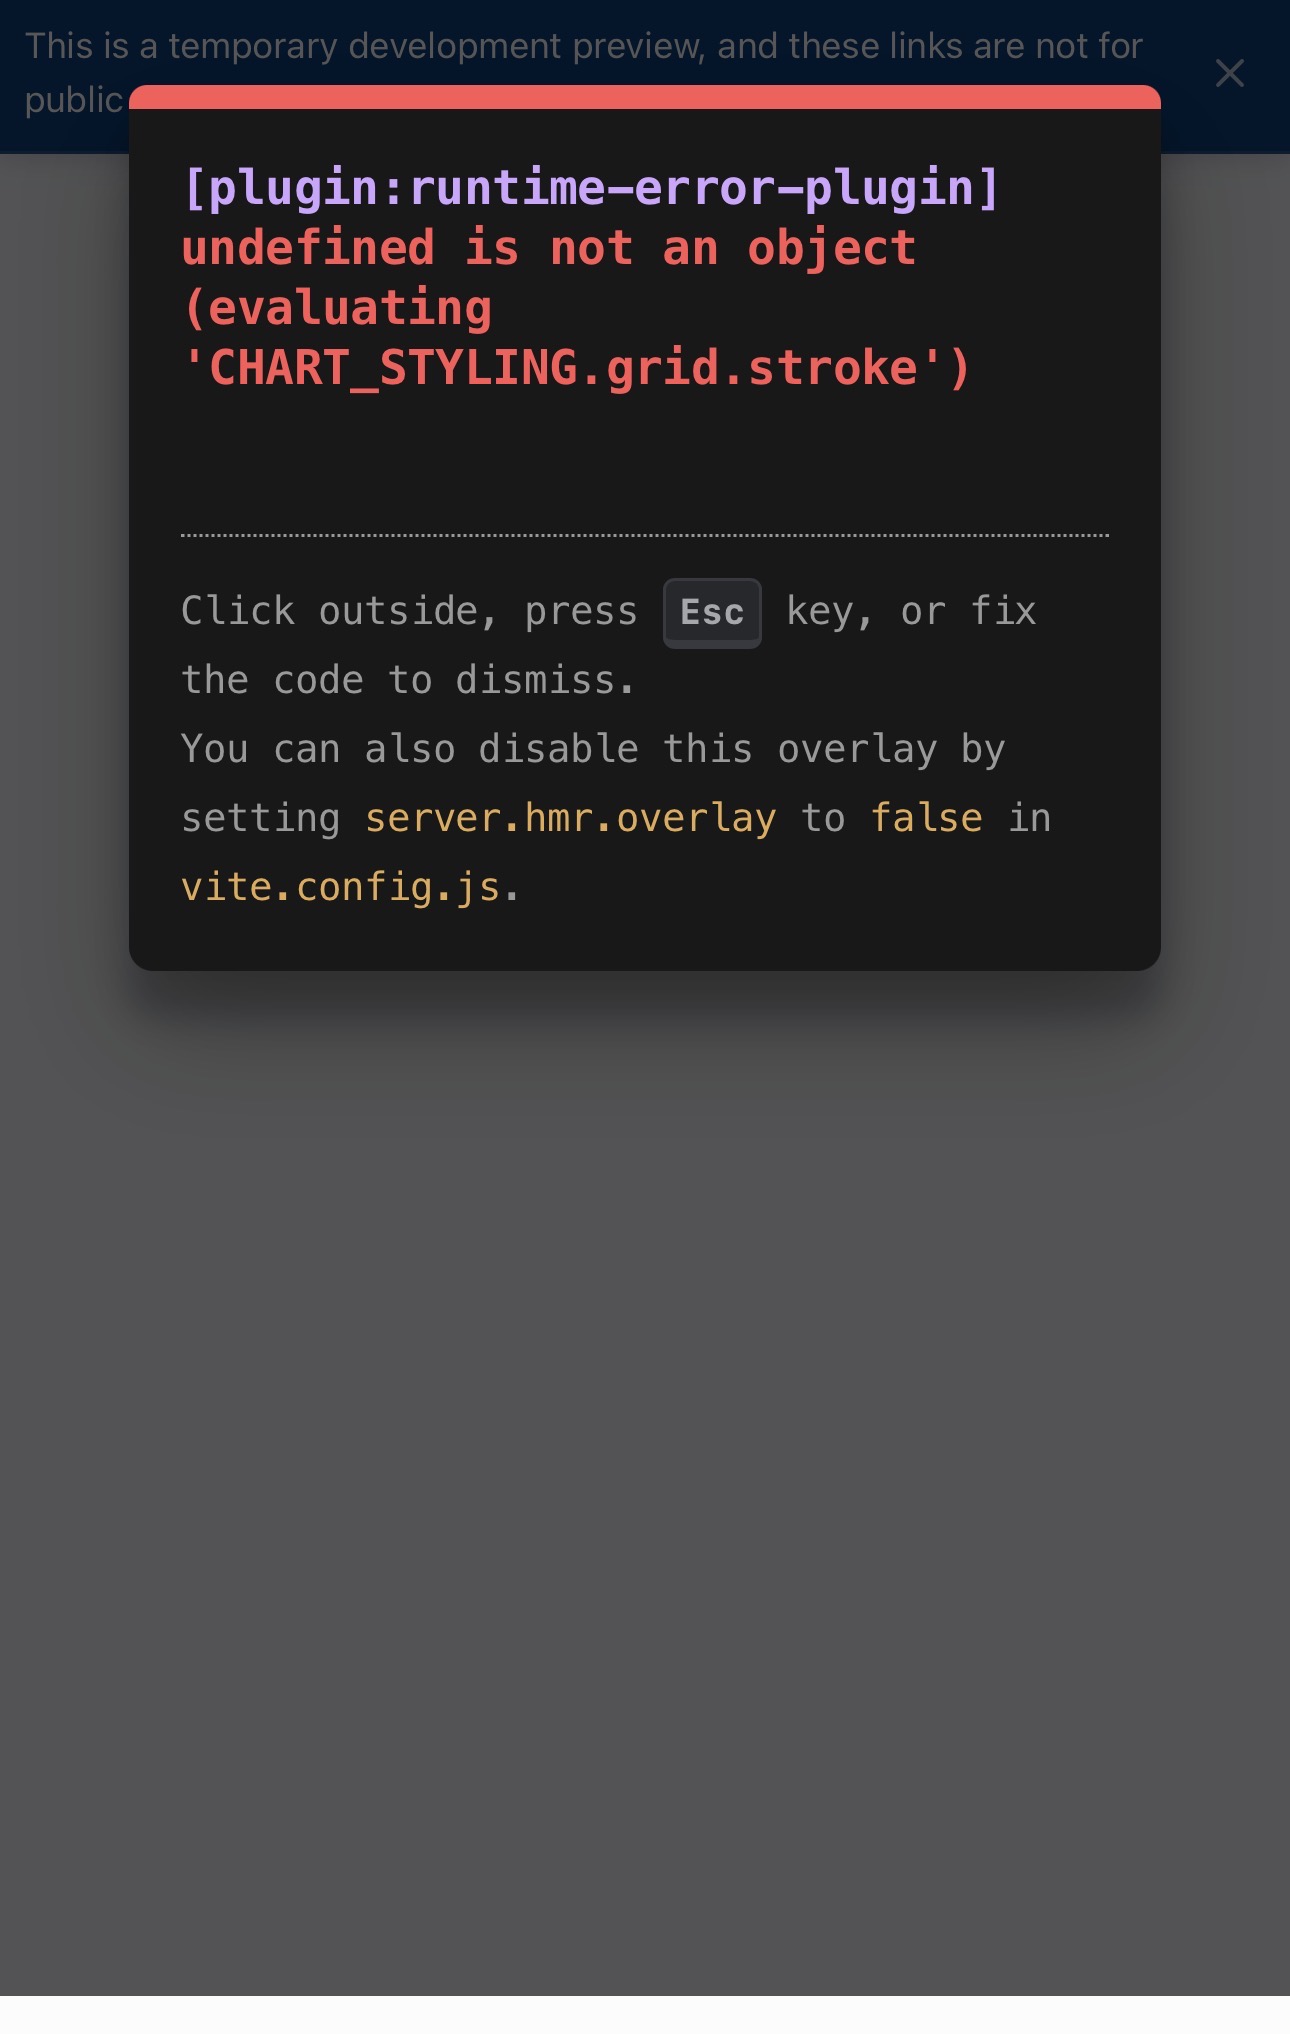 This is a temporary development preview, and these links are not for
public
[plugin:runtime-error-plugin]
undefined is not an object
(evaluating
'CHART_STYLING.grid.stroke')
Click outside, press Esc key, or fix
the code to dismiss.
You can also disable this overlay by
setting server.hmr.overlay to false in
vite.config.js.